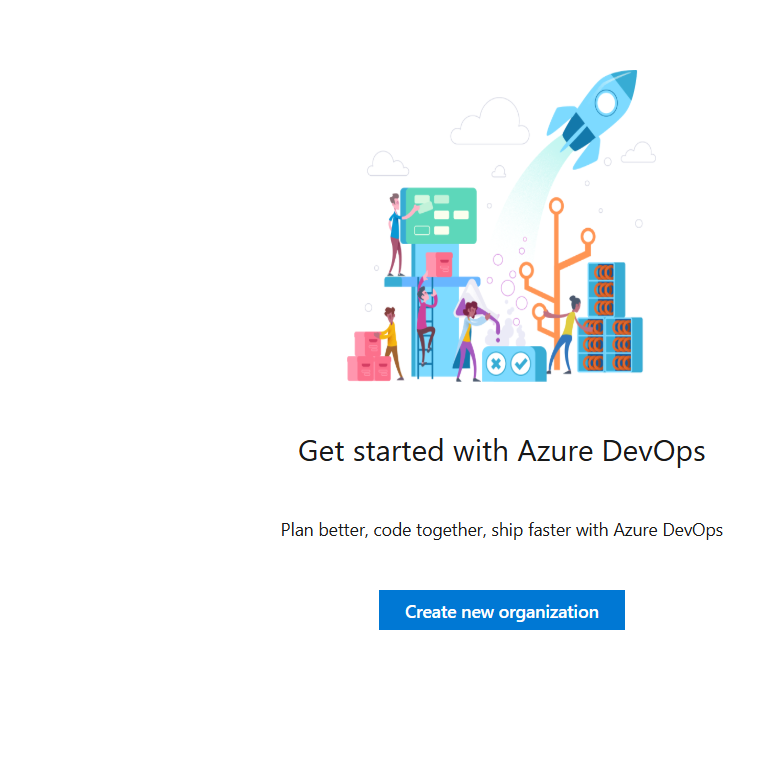 Get started with Azure DevOps
Plan better, code together, ship faster with Azure DevOps
Create new organization